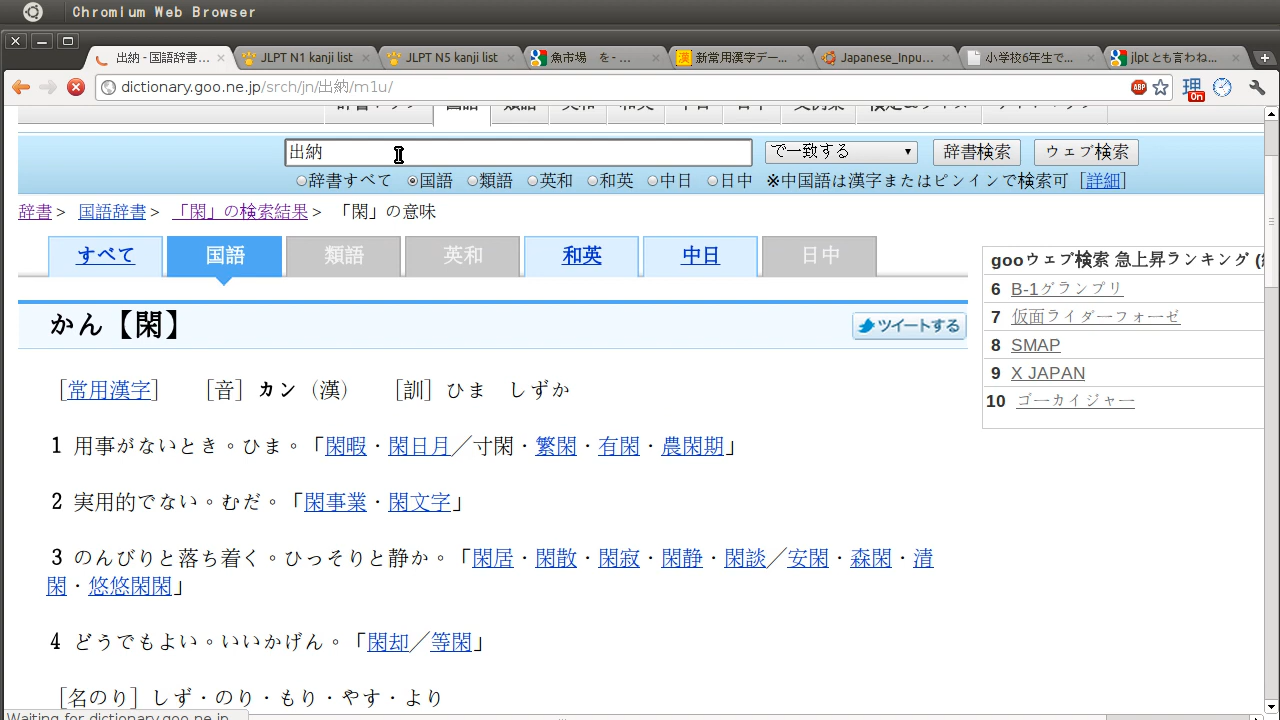 Chromium Web Browser
出納 - 国語辞書... JLPT N1 kanji list JLPT N5 kanji list 魚市場 を- ... 新常用漢字デー... Japanese_Inpu... 小学校6年生で... jlpt とも言わね...
dictionary.goo.ne.jp/srch/jn/出納/m1u/
ABP 理 On
国語 類語 英和 和英 中日 日中
出納 で一致する 辞書検索 ウェブ検索
辞書すべて 国語 類語 英和 和英 中日 日中 ※中国語は漢字またはピンインで検索可 [詳細]
辞書> 国語辞書> 「閑」の検索結果> 「閑」の意味
すべて 国語 類語 英和 和英 中日 日中
gooウェブ検索 急上昇ランキング
6 B-1グランプリ
7 仮面ライダーフォーゼ
8 SMAP
9 X JAPAN
10 ゴーカイジャー
かん【閑】 ツイートする
[常用漢字] [音] カン (漢) [訓] ひま しずか
1 用事がないとき。ひま。「閑暇・閑日月／寸閑・繁閑・有閑・農閑期」
2 実用的でない。むだ。「閑事業・閑文字」
3 のんびりと落ち着く。ひっそりと静か。「閑居・閑散・閑寂・閑静・閑談／安閑・森閑・清
閑・悠悠閑閑」
4 どうでもよい。いいかげん。「閑却／等閑」
[名のり] しず・のり・もり・やす・より
Waiting for dictionary.goo.ne.jp